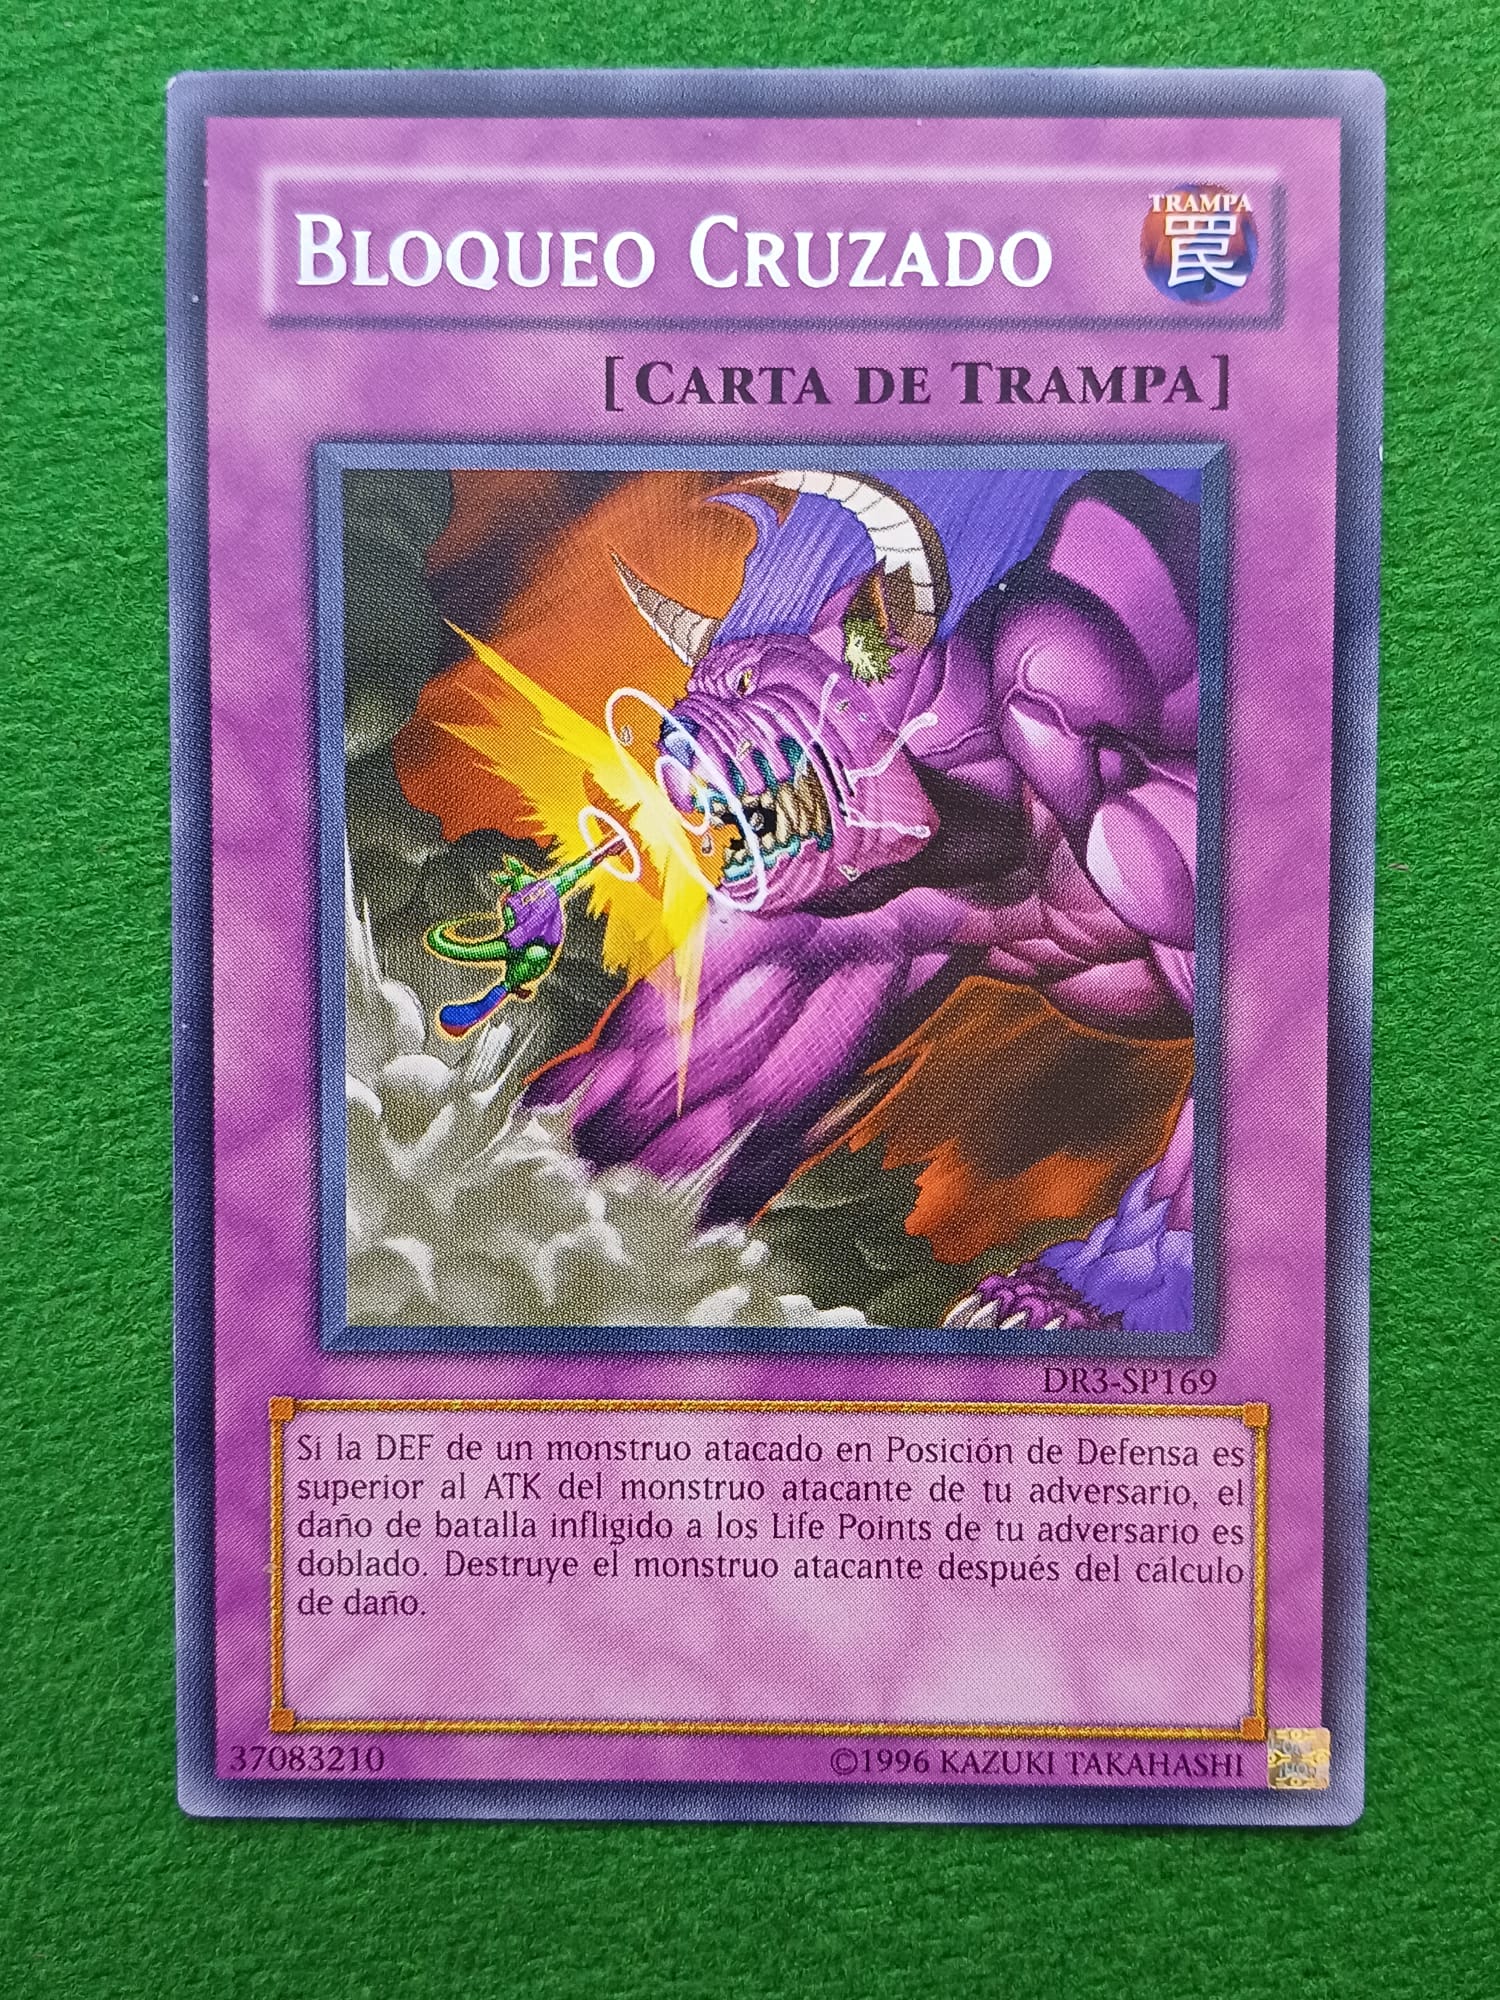 BLOQUEO CRUZADO
TRAMPA
罠
[CARTA DE TRAMPA]
DR3-SP169
Si la DEF de un monstruo atacado en Posición de Defensa es
superior al ATK del monstruo atacante de tu adversario, el
daño de batalla infligido a los Life Points de tu adversario es
doblado. Destruye el monstruo atacante después del cálculo
de daño.
37083210
©1996 KAZUKI TAKAHASHI